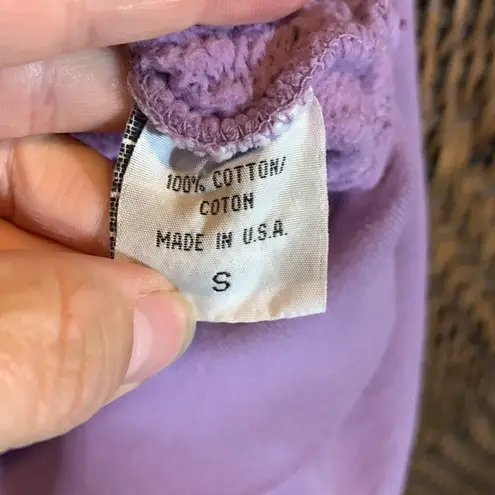 100% COTTON/
COTON
MADE IN U.S.A.
S